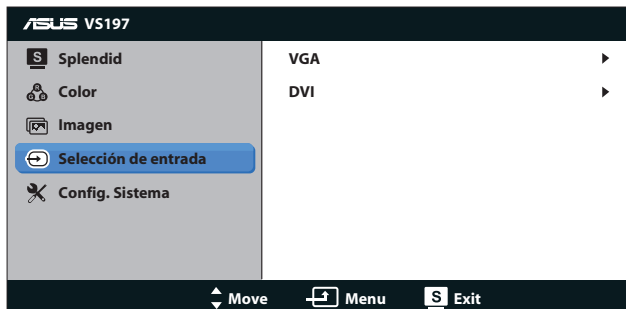 ASUS VS197
S Splendid
Color
Imagen
Selección de entrada
Config. Sistema
VGA
DVI
Move Menu S Exit